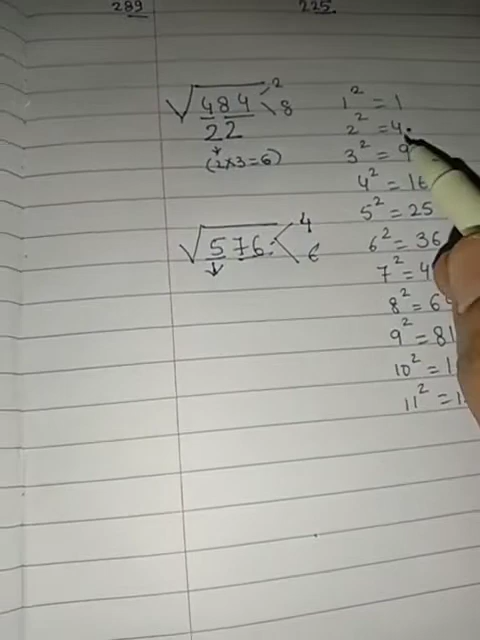 289 225
√484 2 8
22
(2×3=6)
√576 4 6
1² = 1
2² = 4
3² = 9
4² = 16
5² = 25
6² = 36
7² = 4
8² = 6
9² = 81
10² = 1
11² = 1